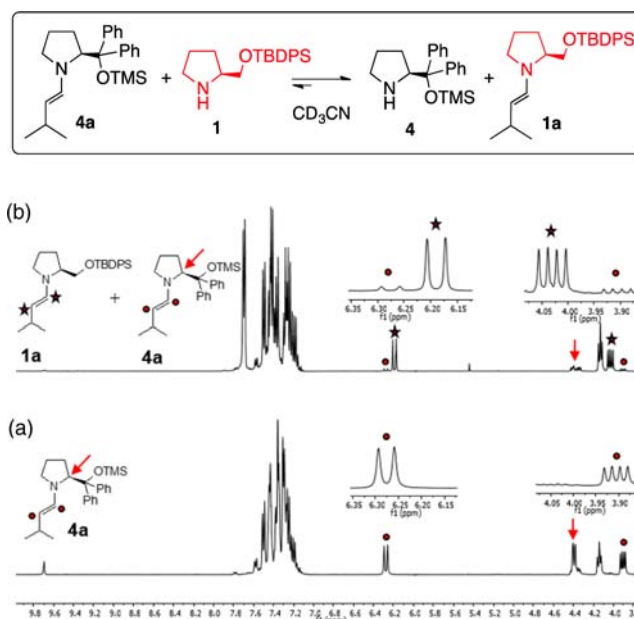 Ph
Ph
OTMS
N
4a
+
OTBDPS
N
H
1
CD3CN
Ph
Ph
N
H
OTMS
4
+
OTBDPS
N
1a
(b)
OTBDPS
N
1a
+
OTMS
N
Ph
Ph
4a
6.35 6.30 6.25 6.20 6.15
f1 (ppm)
4.05 4.00 3.95 3.90
f1 (ppm)
(a)
OTMS
N
Ph
Ph
4a
6.35 6.30 6.25 6.20 6.15
f1 (ppm)
4.05 4.00 3.95 3.90
f1 (ppm)
9.8 9.6 9.4 9.2 9.0 8.8 8.6 8.4 8.2 8.0 7.8 7.6 7.4 7.2 7.0 6.8 6.6 6.4 6.2 6.0 5.8 5.6 5.4 5.2 5.0 4.8 4.6 4.4 4.2 4.0